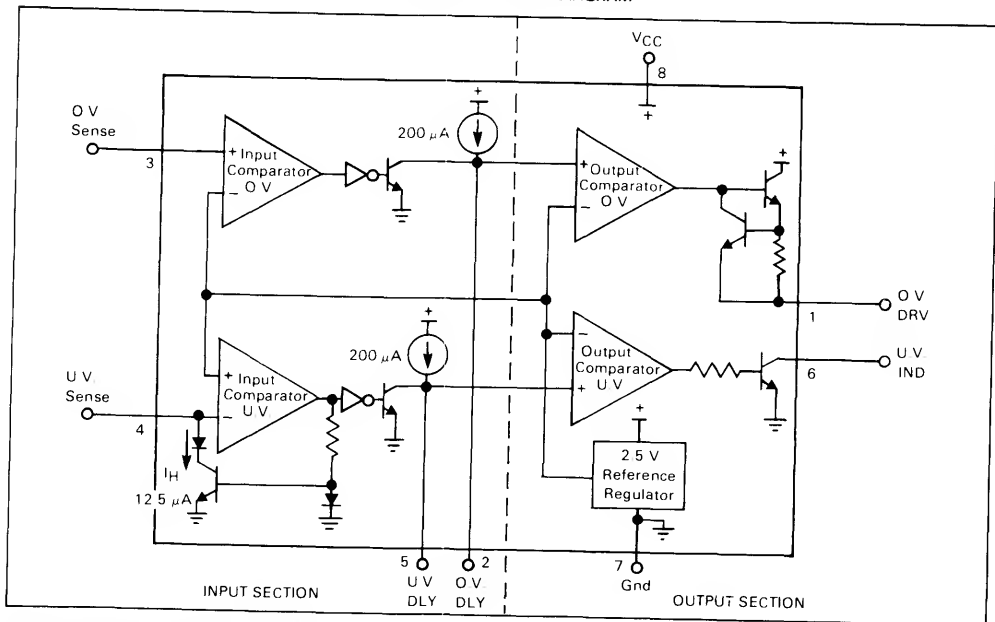 VCC
8
O V
Sense
3
+
Input
Comparator
O V
−
200 µA
+
+
+
Output
Comparator
O V
−
+
O V
DRV
1
U.V.
Sense
4
+
Input
Comparator
U.V.
−
200 µA
+
−
Output
Comparator
U.V.
+
U.V.
IND
6
+
2.5 V
Reference
Regulator
IH
12.5 µA
5
U V
DLY
2
O V
DLY
7
Gnd
INPUT SECTION
OUTPUT SECTION